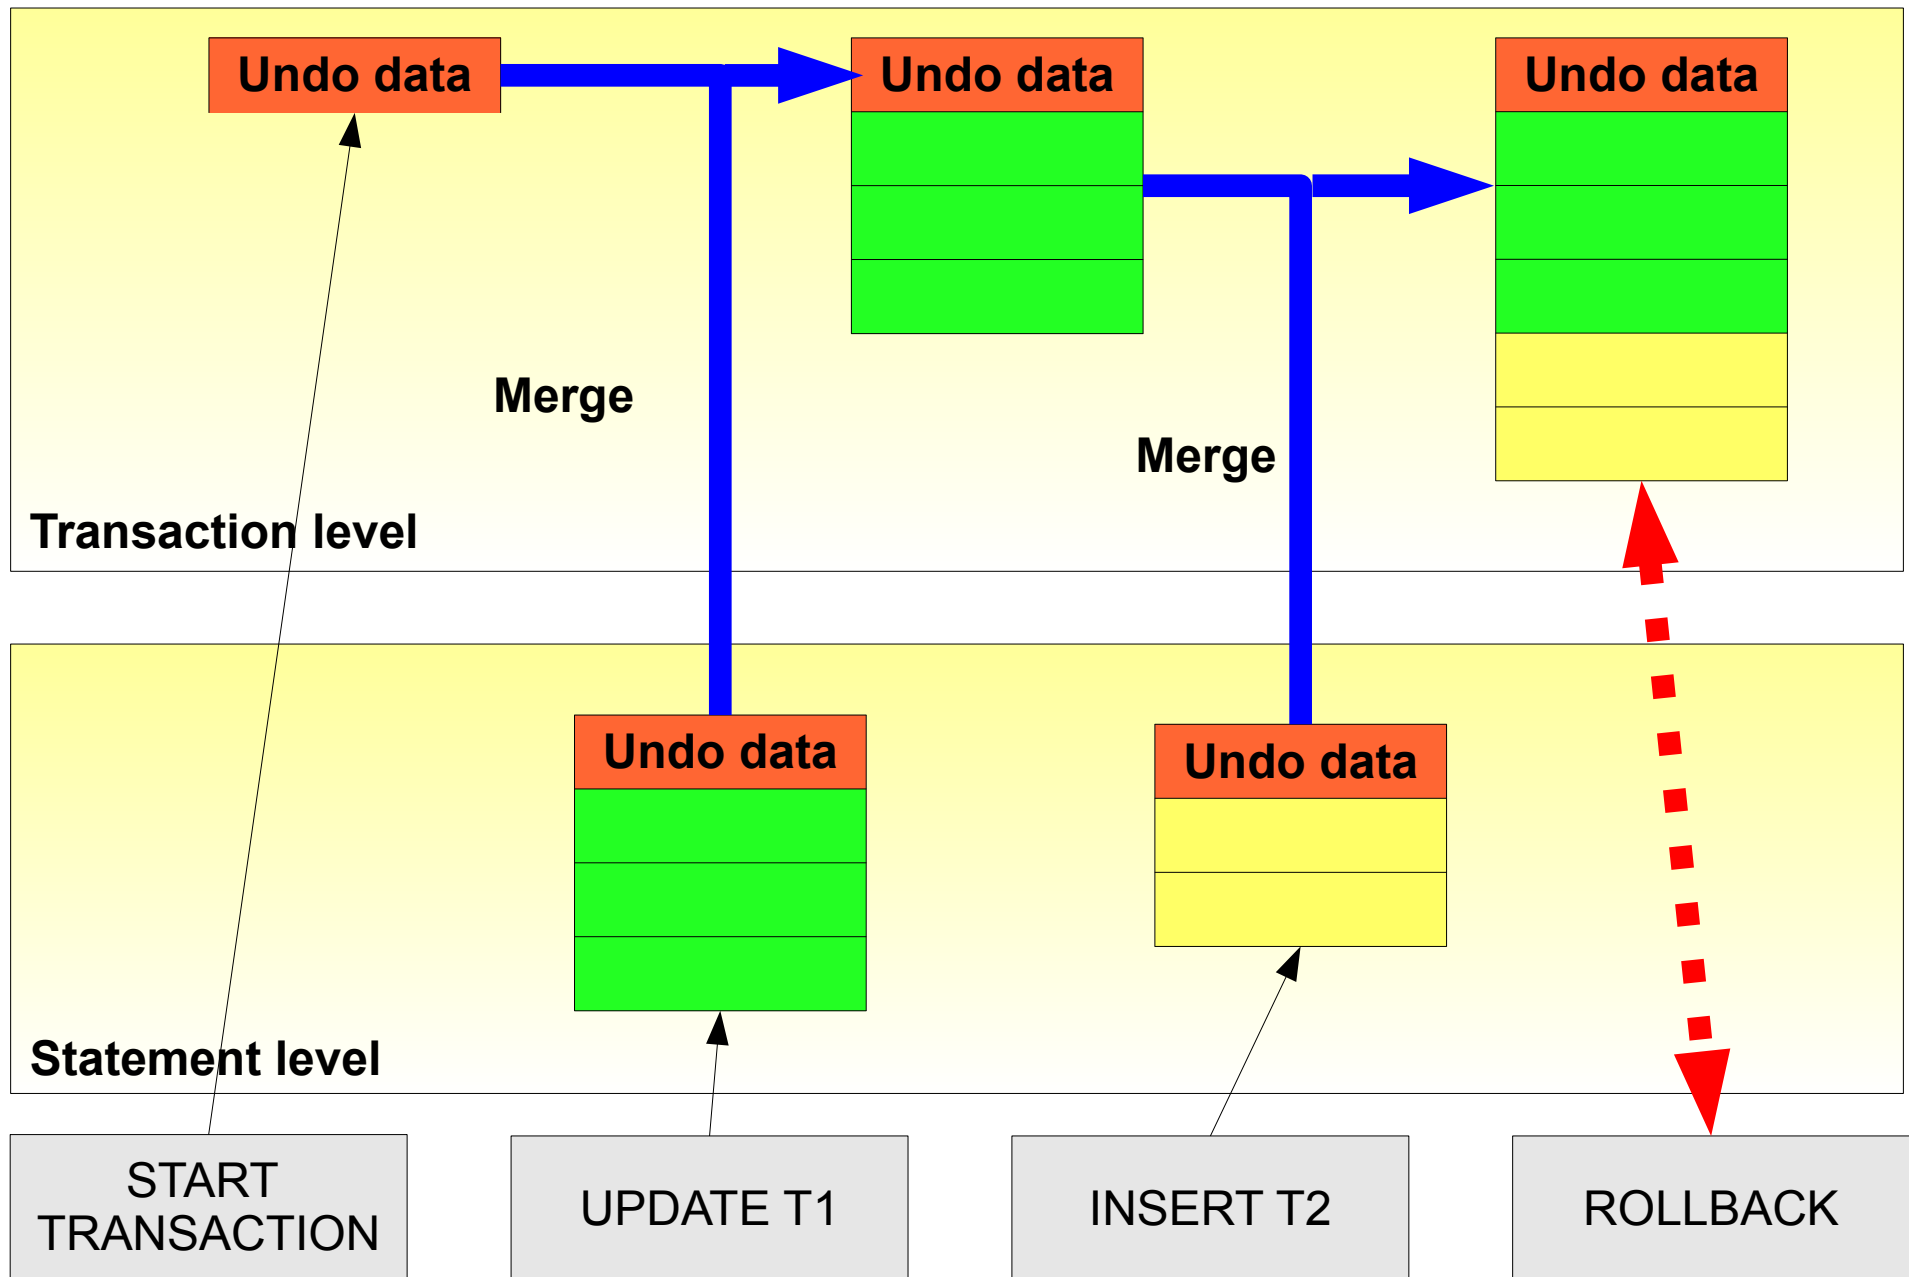 Undo data
Undo data
Undo data
Merge
Merge
Transaction level
Undo data
Undo data
Statement level
START
TRANSACTION
UPDATE T1
INSERT T2
ROLLBACK